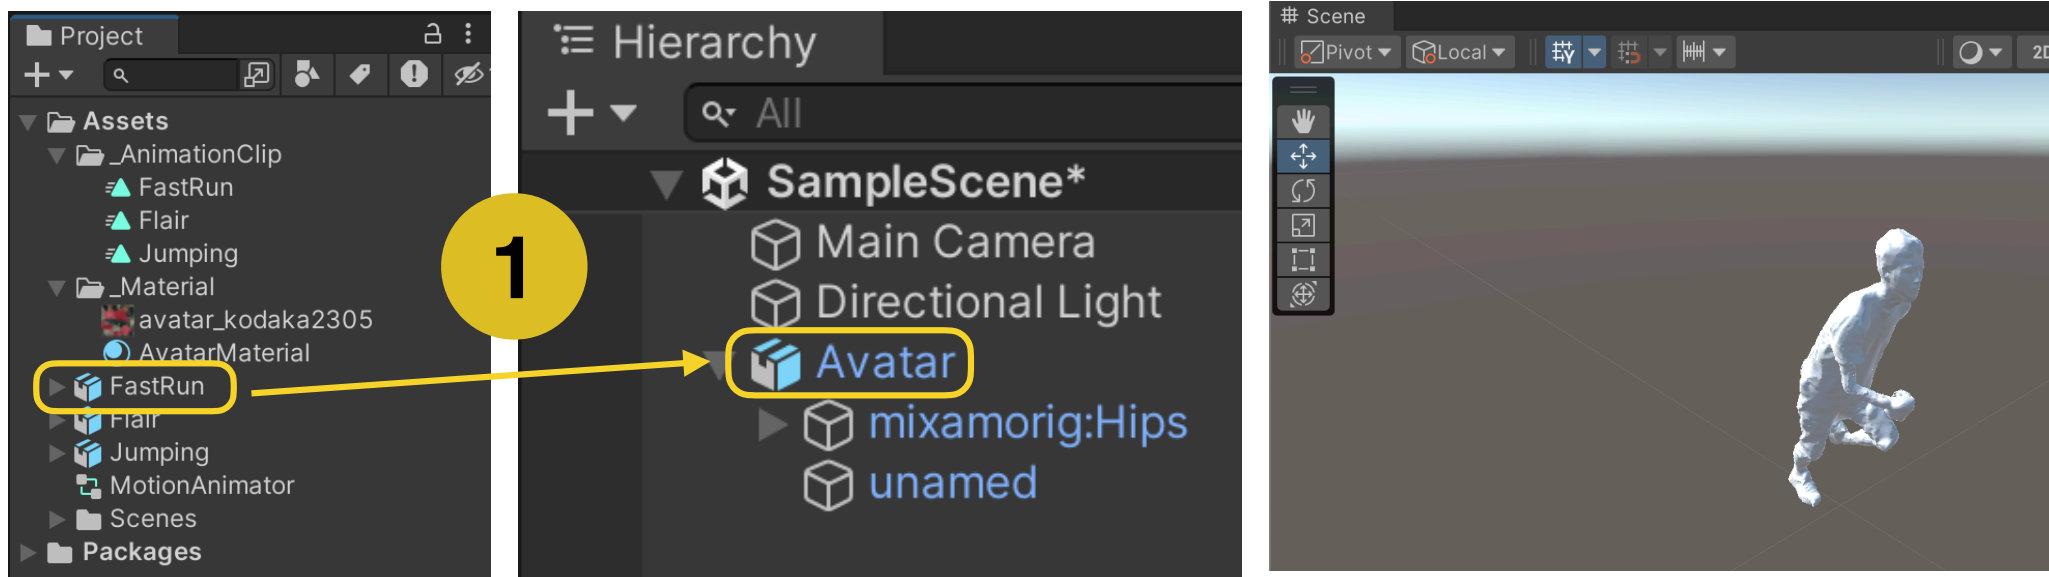 Project
Assets
_AnimationClip
FastRun
Flair
Jumping
_Material
avatar_kodaka2305
AvatarMaterial
FastRun
Flair
Jumping
MotionAnimator
Scenes
Packages
1
Hierarchy
All
SampleScene*
Main Camera
Directional Light
Avatar
mixamorig:Hips
unamed
Scene
Pivot
Local
2D